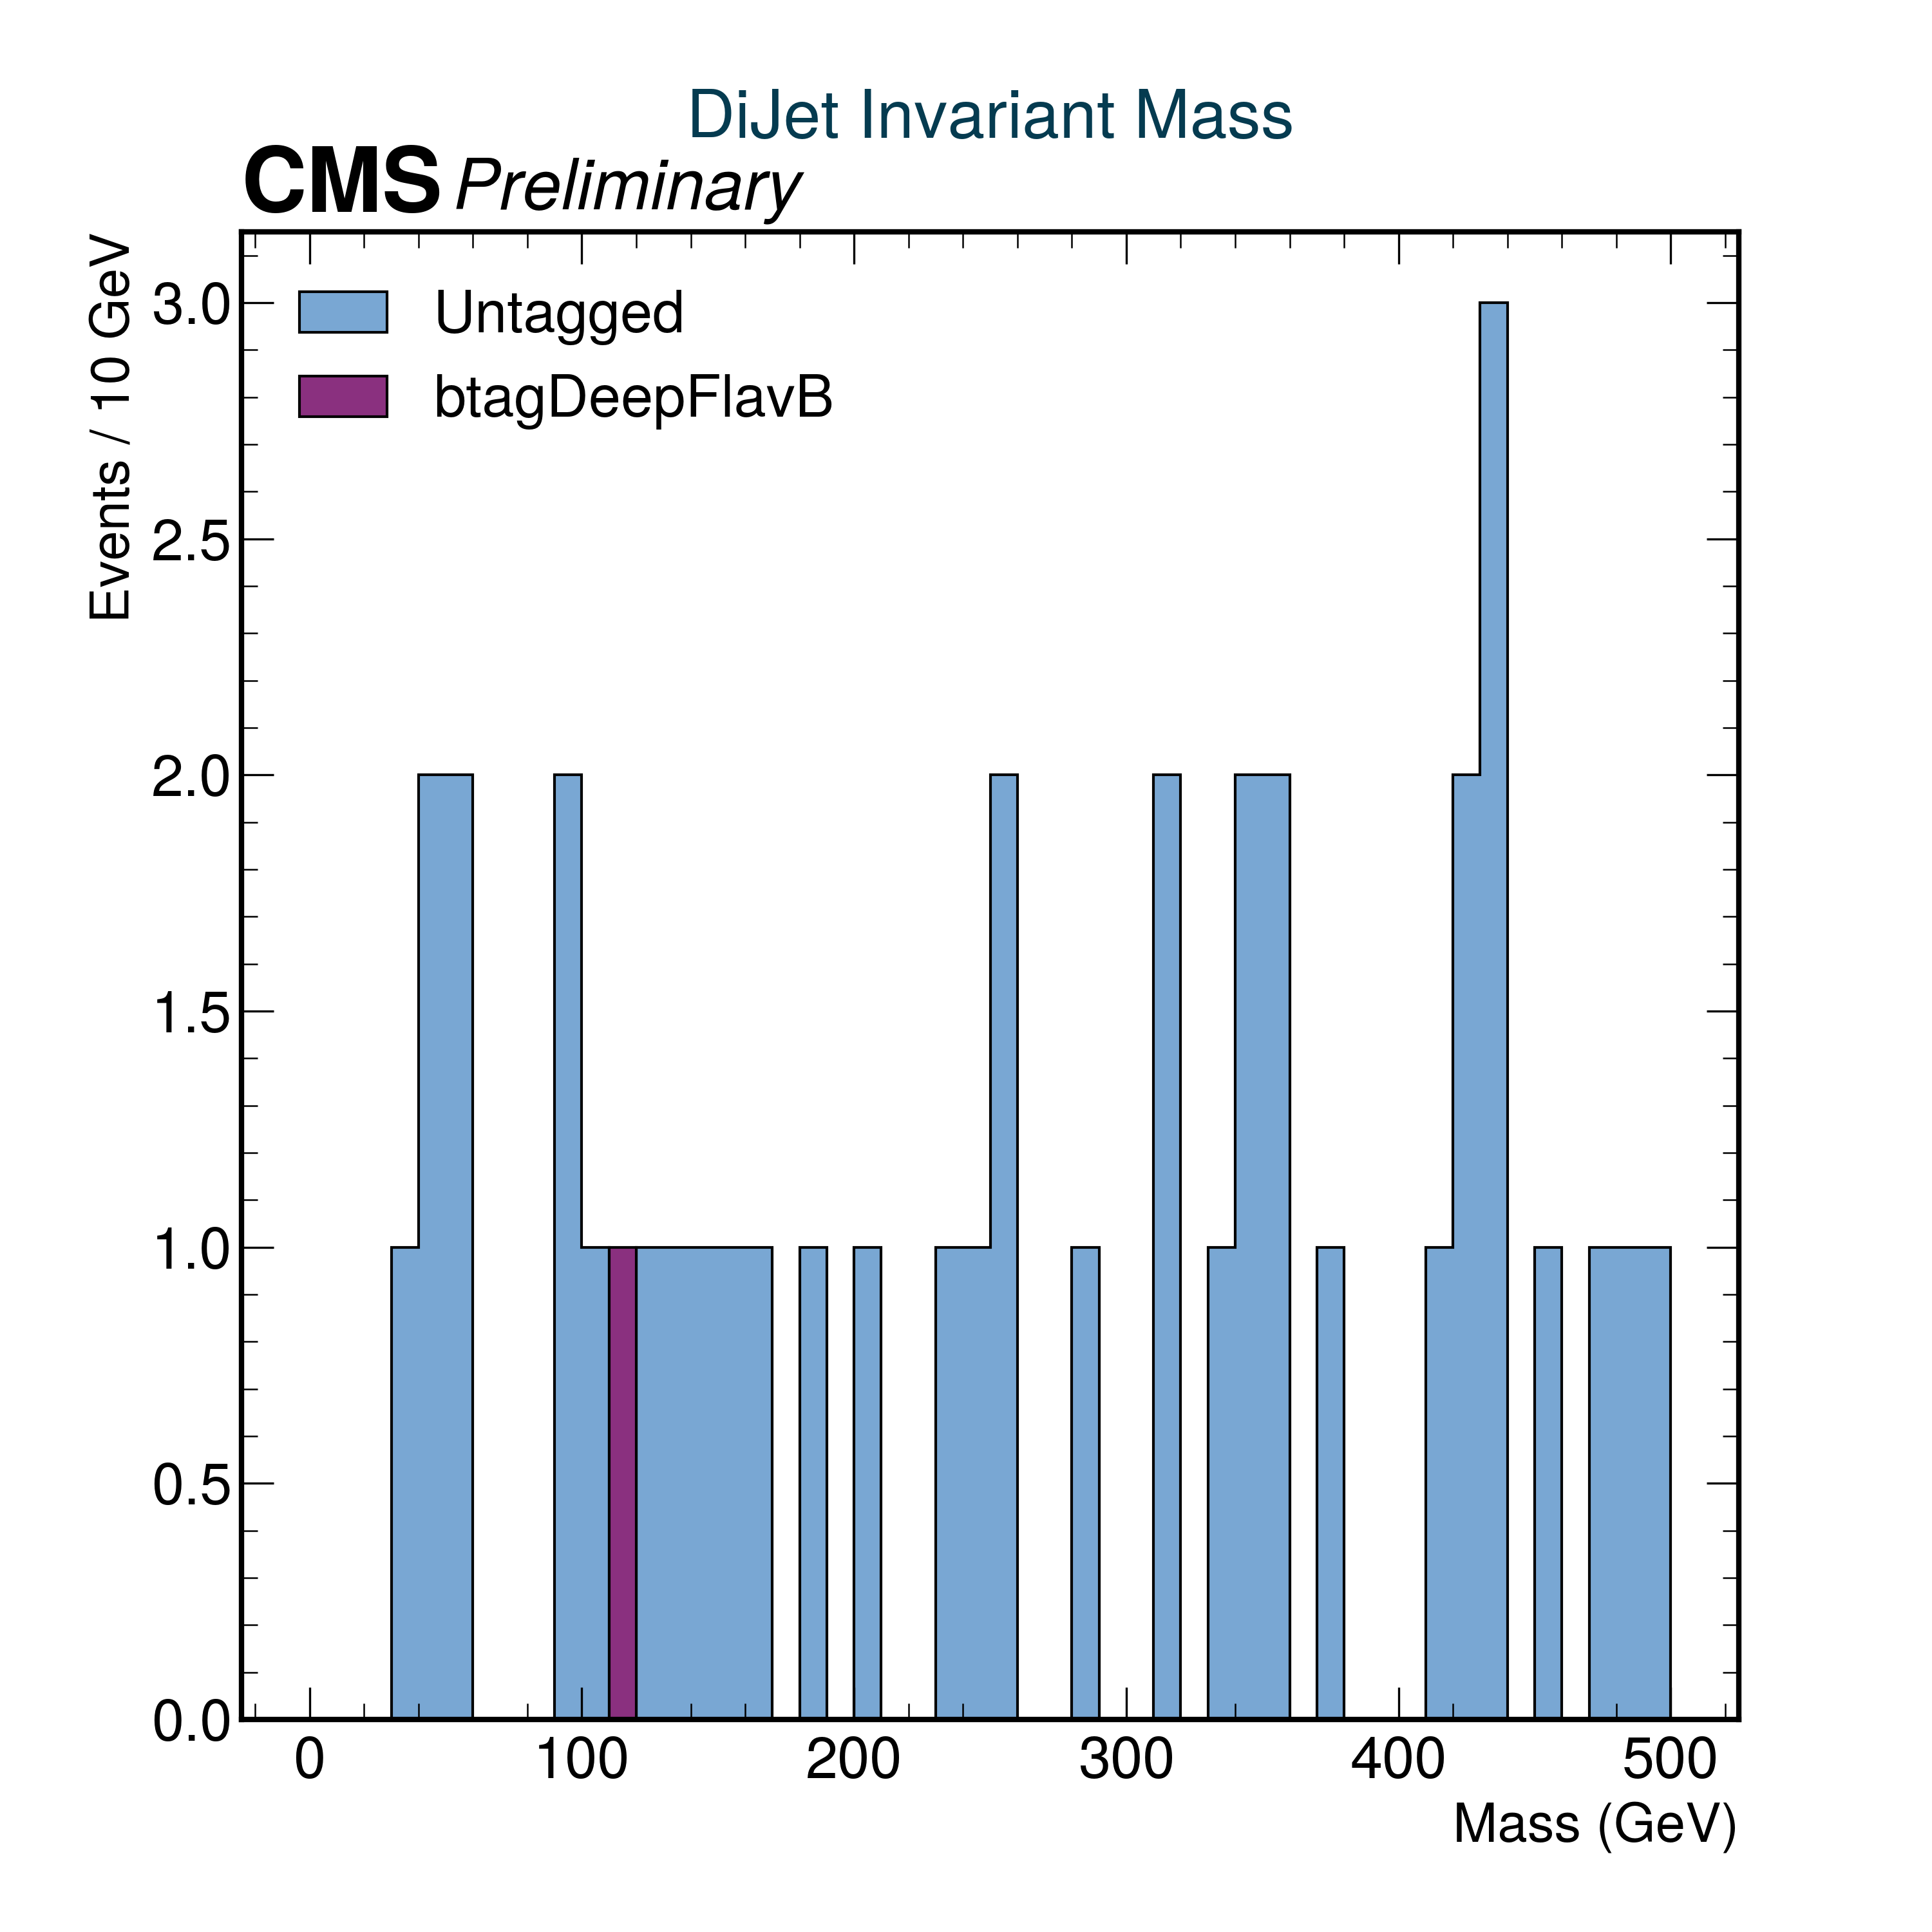 DiJet Invariant Mass
CMS Preliminary
Events / 10 GeV
3.0
2.5
2.0
1.5
1.0
0.5
0.0
Untagged
btagDeepFlavB
0 100 200 300 400 500
Mass (GeV)